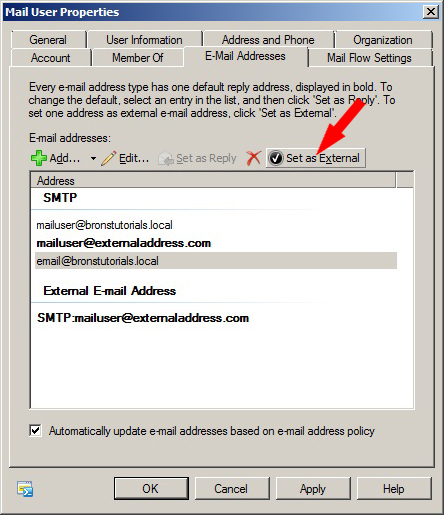 Mail User Properties
General User Information Address and Phone Organization
Account Member Of E-Mail Addresses Mail Flow Settings
Every e-mail address type has one default reply address, displayed in bold. To
change the default, select an entry in the list, and then click 'Set as Reply'. To
set one address as external e-mail address, click 'Set as External'.
E-mail addresses:
Add... Edit... Set as Reply Set as External
Address
SMTP
mailuser@bronstutorials.local
mailuser@externaladdress.com
email@bronstutorials.local
External E-mail Address
SMTP:mailuser@externaladdress.com
Automatically update e-mail addresses based on e-mail address policy
OK Cancel Apply Help